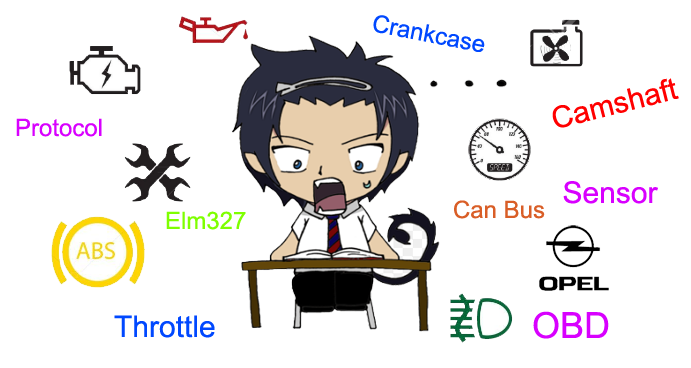 Crankcase
Camshaft
Protocol
Sensor
Elm327
Can Bus
ABS
OPEL
Throttle
OBD